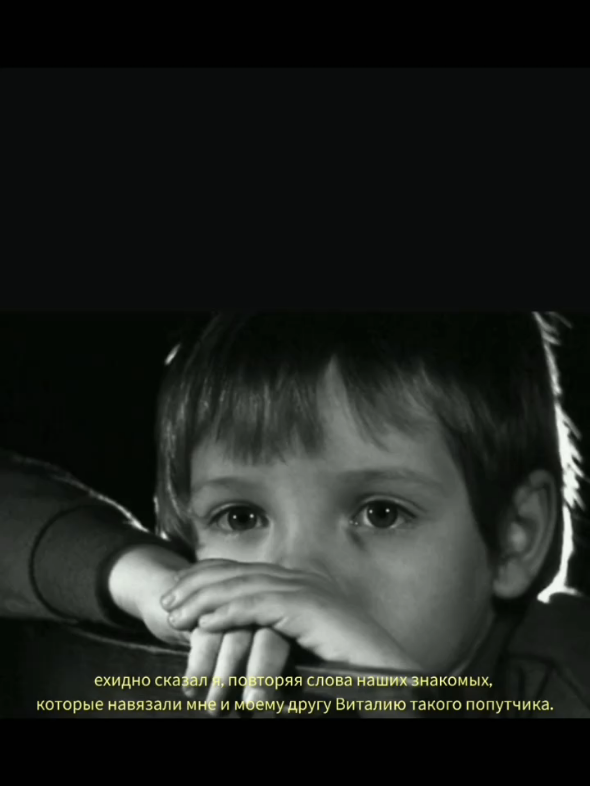 ехидно сказал я, повторяя слова наших знакомых,
которые навязали мне и моему другу Виталию такого попутчика.